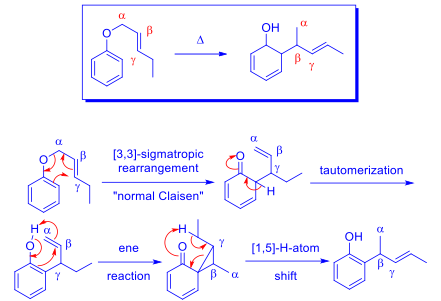 α
O
β
γ
Δ
OH
α
β
γ
α
O
β
γ
[3,3]-sigmatropic
rearrangement
"normal Claisen"
O
α
β
γ
H
tautomerization
H
O
α
β
γ
ene
reaction
H
O
γ
β
α
[1,5]-H-atom
shift
OH
α
β
γ